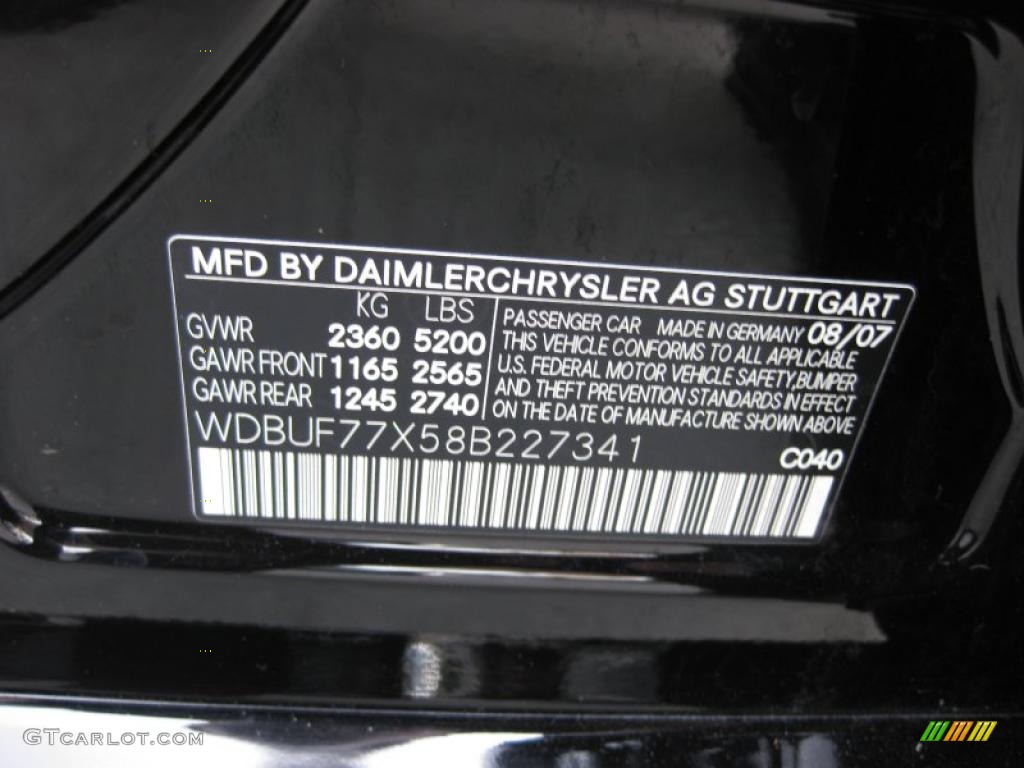 MFD BY DAIMLERCHRYSLER AG STUTTGART
KG LBS
GVWR 2360 5200
GAWR FRONT 1165 2565
GAWR REAR 1245 2740
PASSENGER CAR MADE IN GERMANY 08/07
THIS VEHICLE CONFORMS TO ALL APPLICABLE
U.S. FEDERAL MOTOR VEHICLE SAFETY, BUMPER
AND THEFT PREVENTION STANDARDS IN EFFECT
ON THE DATE OF MANUFACTURE SHOWN ABOVE
WDBUF77X58B227341
C040
GTCARLOT.COM